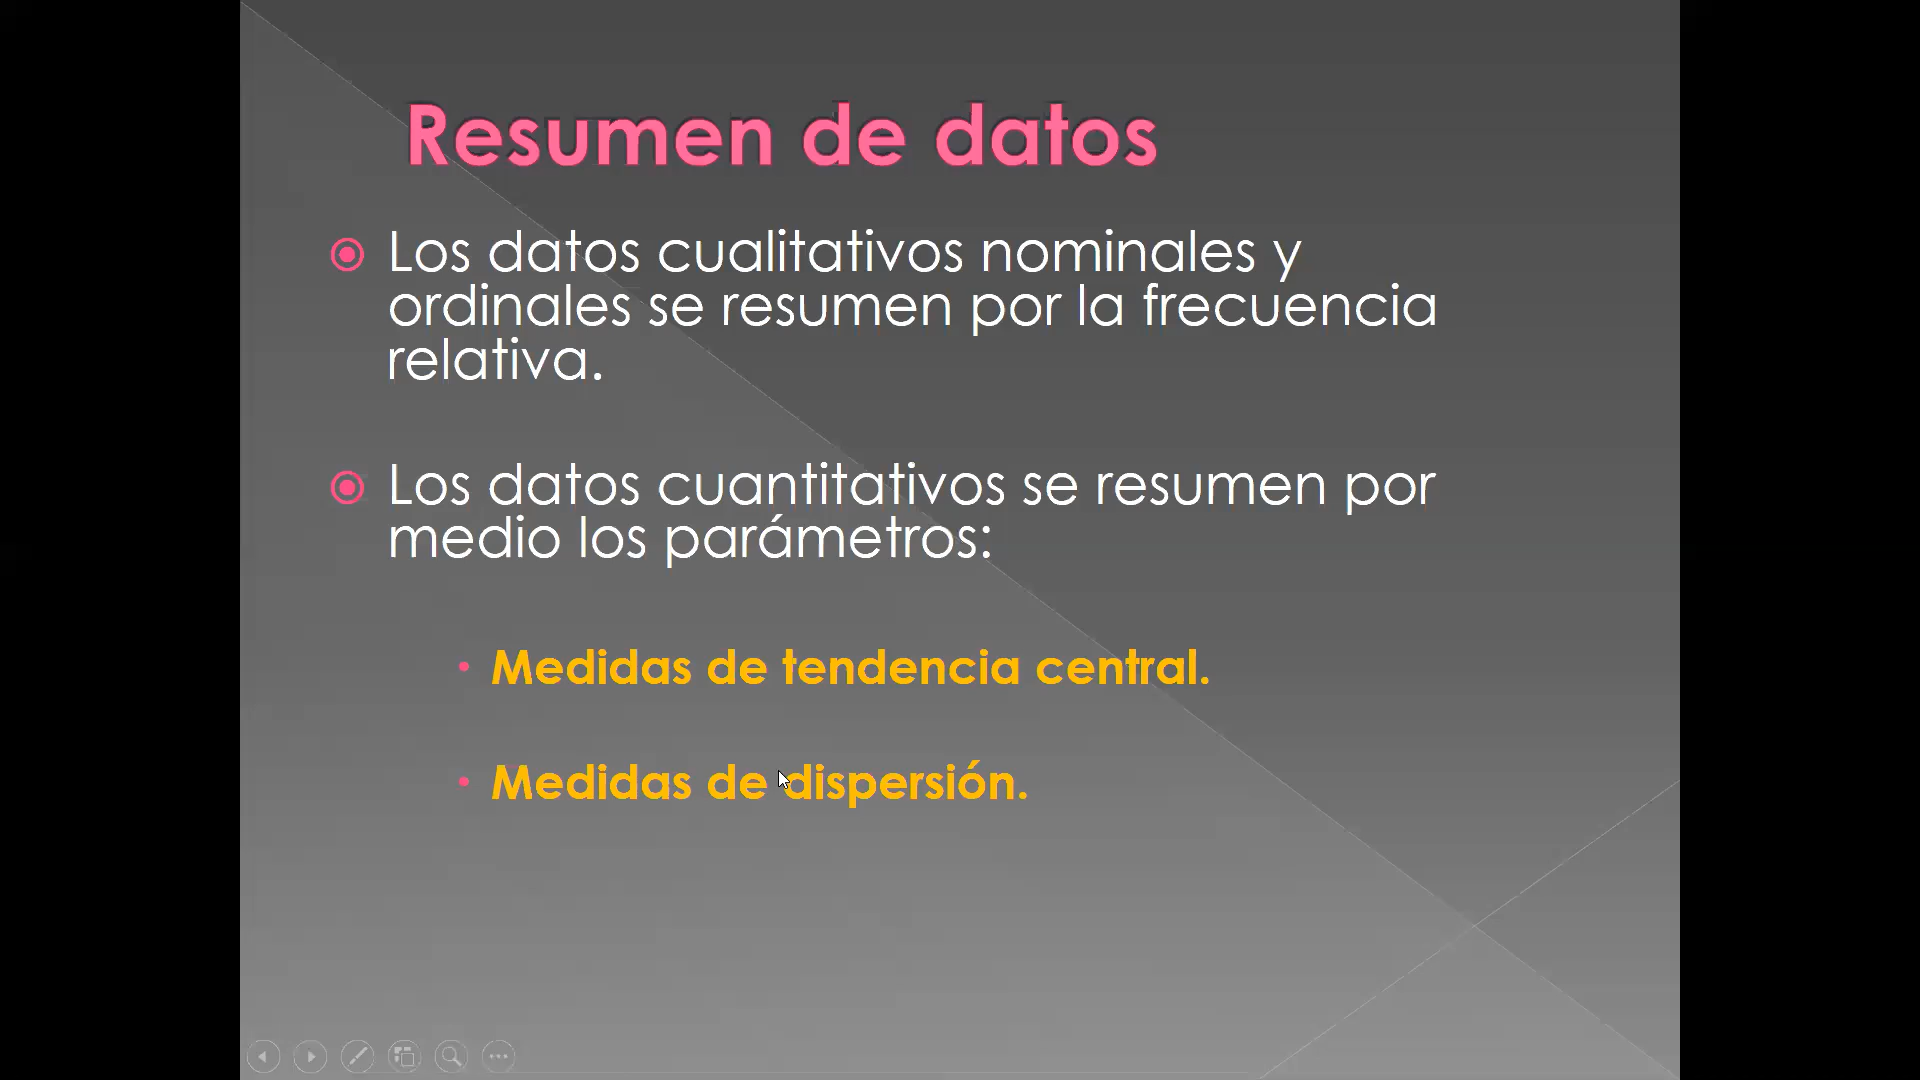 Resumen de datos
Los datos cualitativos nominales y
ordinales se resumen por la frecuencia
relativa.
Los datos cuantitativos se resumen por
medio los parámetros:
Medidas de tendencia central.
Medidas de dispersión.